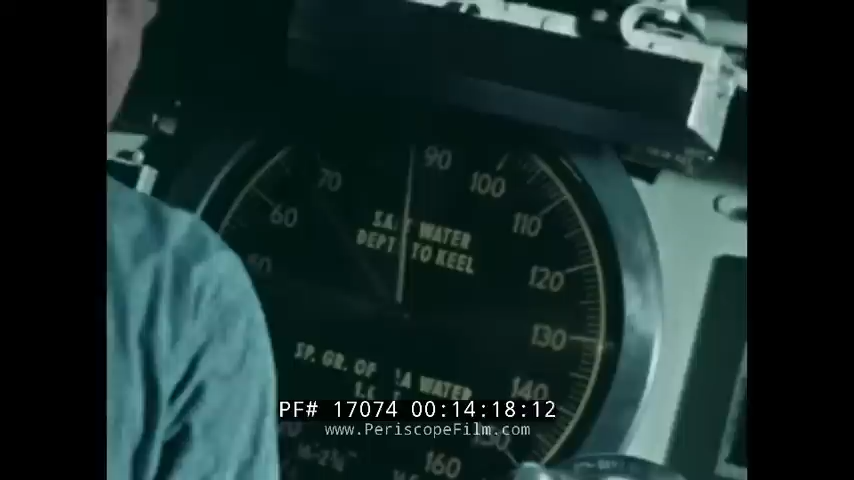 90
70
100
60
110
SALT WATER
DEPTH TO KEEL
50
120
130
SP. GR. OF SEA WATER
140
PF# 17074 00:14:18:12
www.PeriscopeFilm.com
150
160